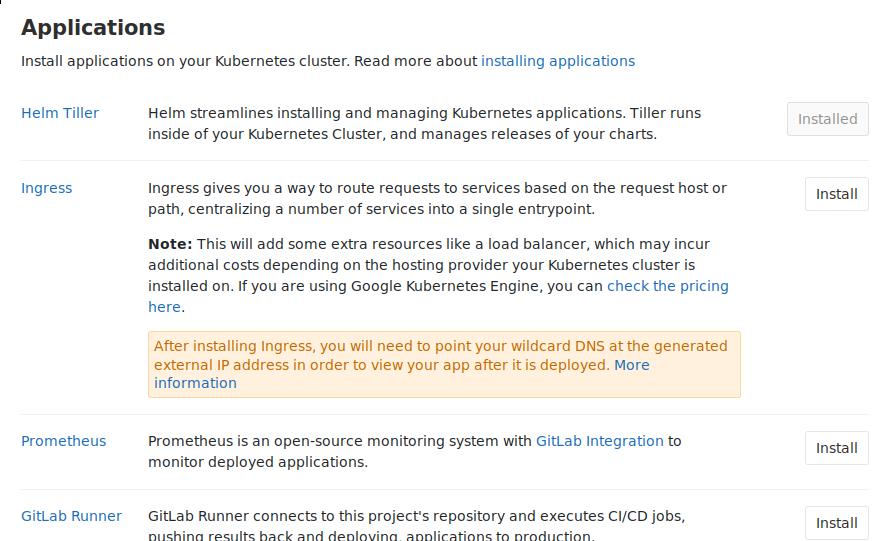 Applications
Install applications on your Kubernetes cluster. Read more about installing applications
Helm Tiller
Helm streamlines installing and managing Kubernetes applications. Tiller runs
inside of your Kubernetes Cluster, and manages releases of your charts.
Installed
Ingress
Ingress gives you a way to route requests to services based on the request host or
path, centralizing a number of services into a single entrypoint.
Install
Note: This will add some extra resources like a load balancer, which may incur
additional costs depending on the hosting provider your Kubernetes cluster is
installed on. If you are using Google Kubernetes Engine, you can check the pricing
here.
After installing Ingress, you will need to point your wildcard DNS at the generated
external IP address in order to view your app after it is deployed. More
information
Prometheus
Prometheus is an open-source monitoring system with GitLab Integration to
monitor deployed applications.
Install
GitLab Runner
GitLab Runner connects to this project's repository and executes CI/CD jobs,
pushing results back and deploying, applications to production.
Install